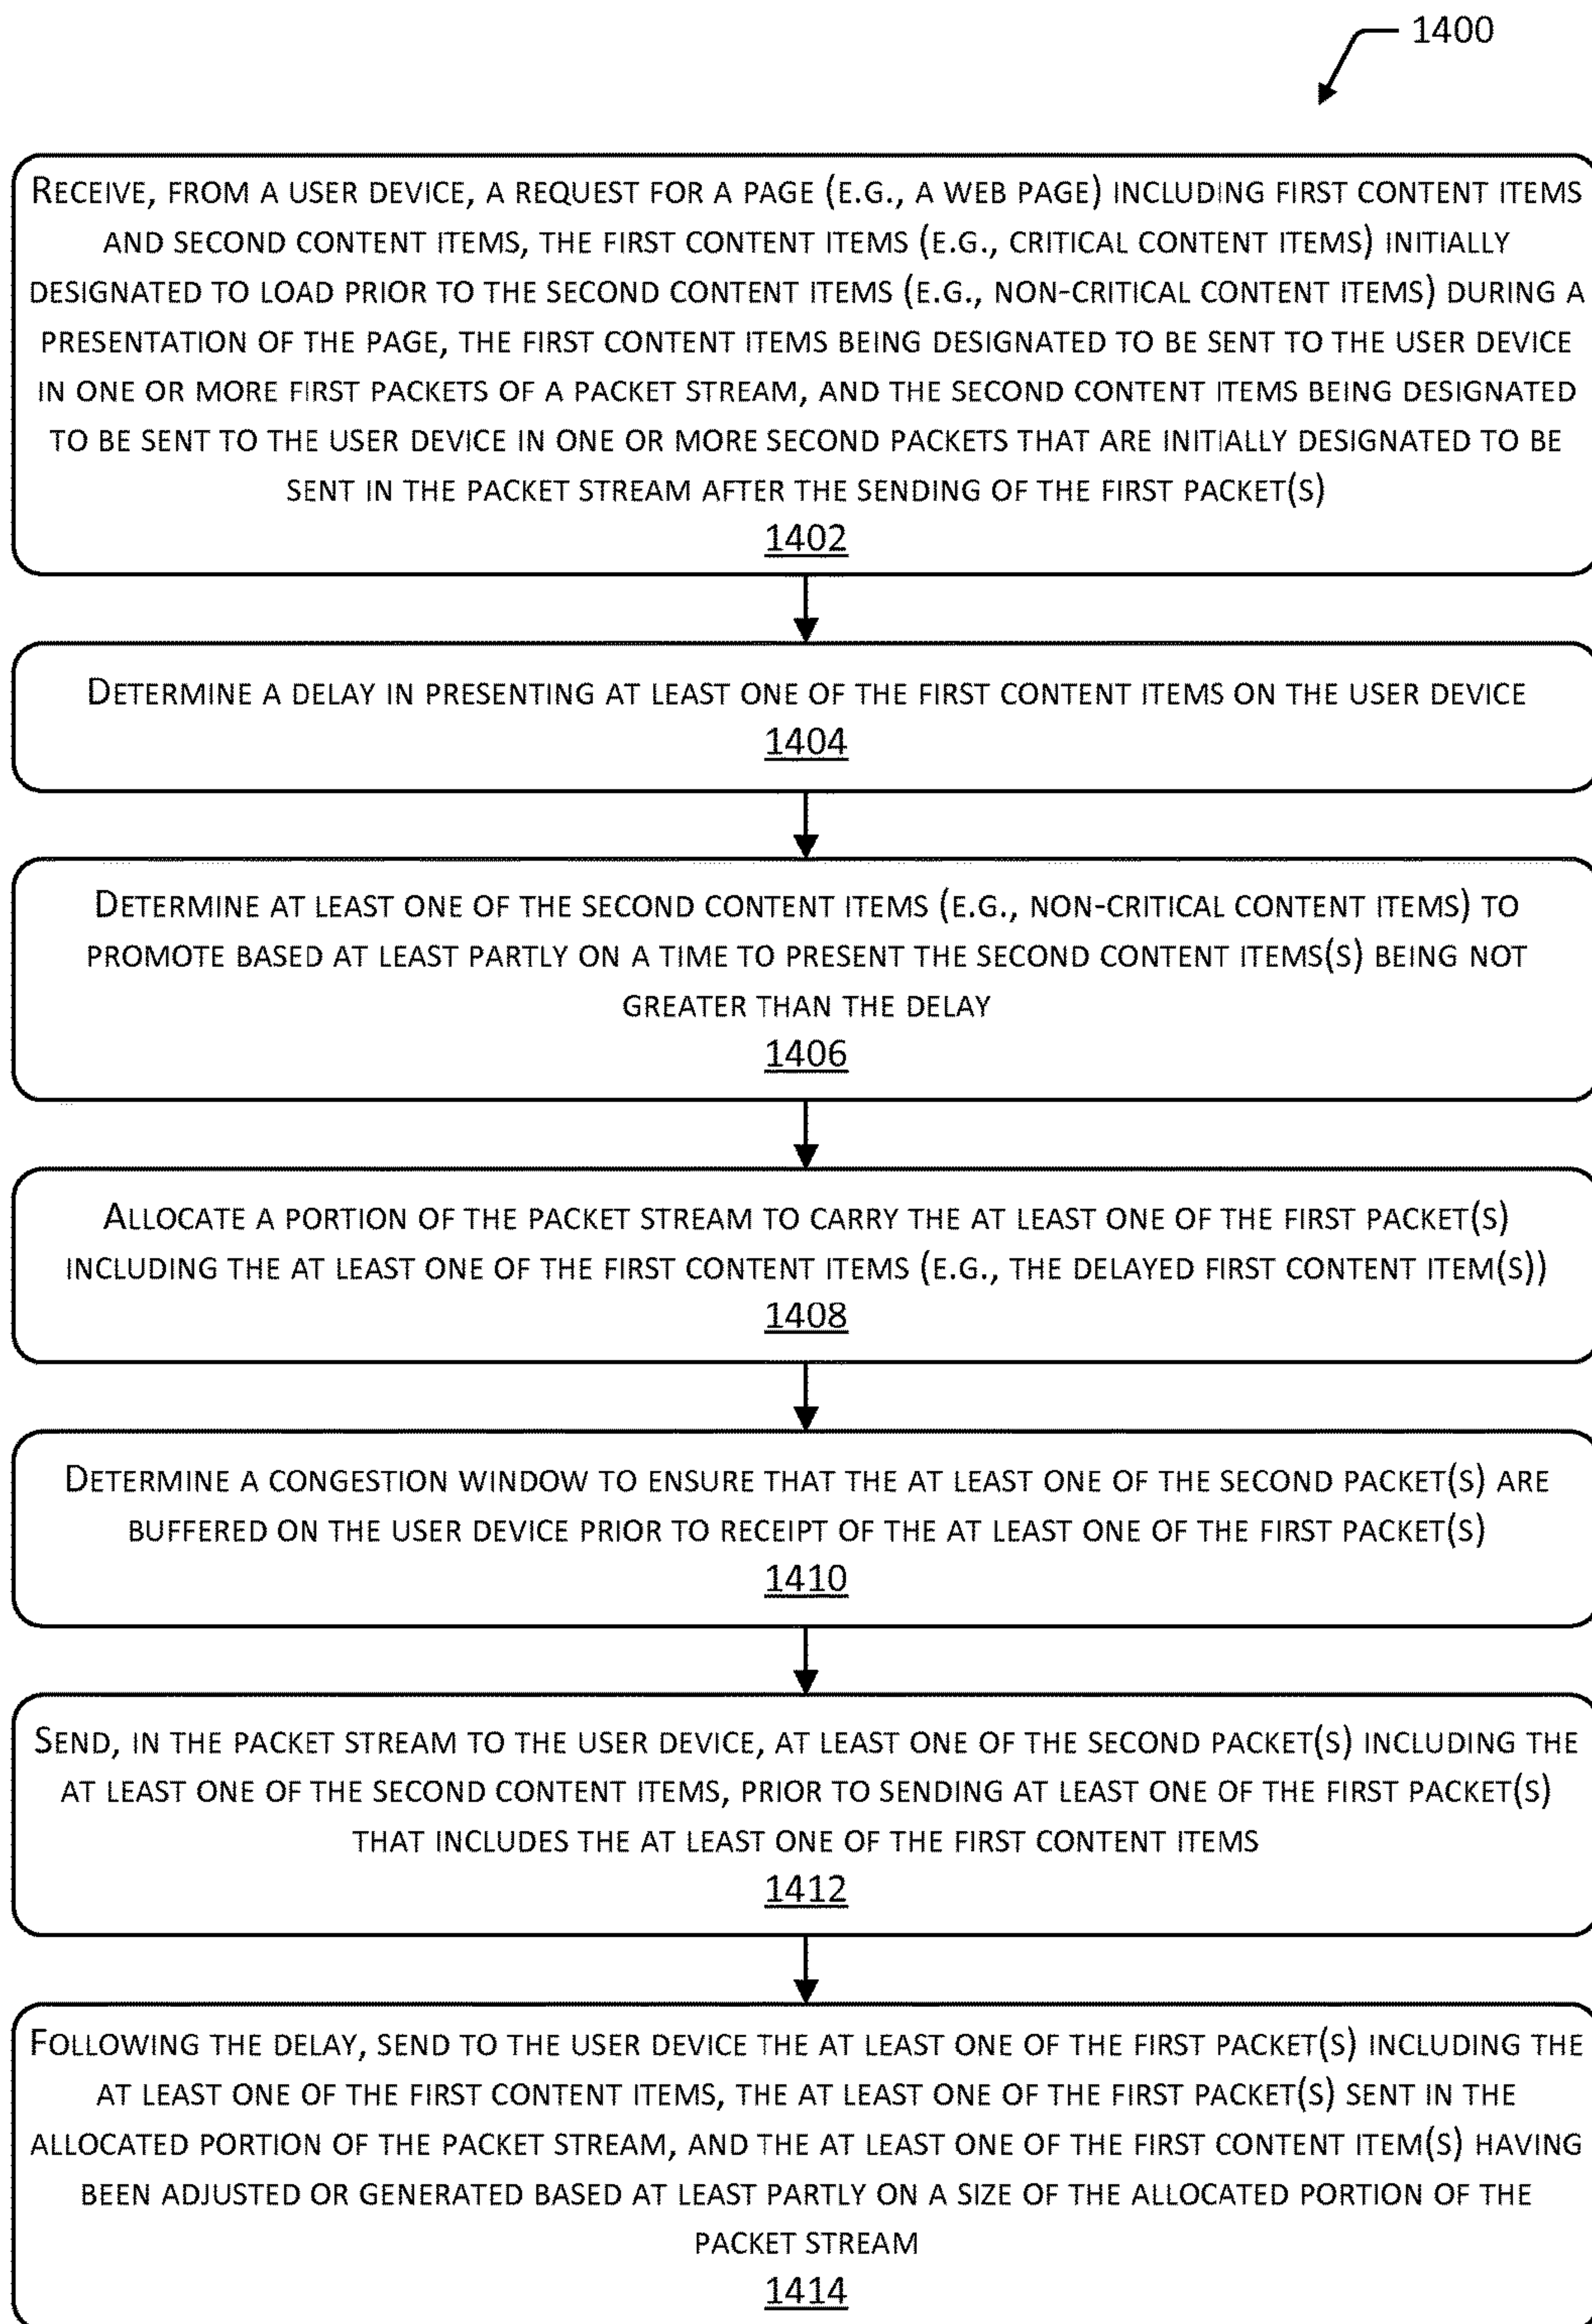 1400
RECEIVE, FROM A USER DEVICE, A REQUEST FOR A PAGE (E.G., A WEB PAGE) INCLUDING FIRST CONTENT ITEMS
AND SECOND CONTENT ITEMS, THE FIRST CONTENT ITEMS (E.G., CRITICAL CONTENT ITEMS) INITIALLY
DESIGNATED TO LOAD PRIOR TO THE SECOND CONTENT ITEMS (E.G., NON-CRITICAL CONTENT ITEMS) DURING A
PRESENTATION OF THE PAGE, THE FIRST CONTENT ITEMS BEING DESIGNATED TO BE SENT TO THE USER DEVICE
IN ONE OR MORE FIRST PACKETS OF A PACKET STREAM, AND THE SECOND CONTENT ITEMS BEING DESIGNATED
TO BE SENT TO THE USER DEVICE IN ONE OR MORE SECOND PACKETS THAT ARE INITIALLY DESIGNATED TO BE
SENT IN THE PACKET STREAM AFTER THE SENDING OF THE FIRST PACKET(S)
1402
DETERMINE A DELAY IN PRESENTING AT LEAST ONE OF THE FIRST CONTENT ITEMS ON THE USER DEVICE
1404
DETERMINE AT LEAST ONE OF THE SECOND CONTENT ITEMS (E.G., NON-CRITICAL CONTENT ITEMS) TO
PROMOTE BASED AT LEAST PARTLY ON A TIME TO PRESENT THE SECOND CONTENT ITEMS(S) BEING NOT
GREATER THAN THE DELAY
1406
ALLOCATE A PORTION OF THE PACKET STREAM TO CARRY THE AT LEAST ONE OF THE FIRST PACKET(S)
INCLUDING THE AT LEAST ONE OF THE FIRST CONTENT ITEMS (E.G., THE DELAYED FIRST CONTENT ITEM(S))
1408
DETERMINE A CONGESTION WINDOW TO ENSURE THAT THE AT LEAST ONE OF THE SECOND PACKET(S) ARE
BUFFERED ON THE USER DEVICE PRIOR TO RECEIPT OF THE AT LEAST ONE OF THE FIRST PACKET(S)
1410
SEND, IN THE PACKET STREAM TO THE USER DEVICE, AT LEAST ONE OF THE SECOND PACKET(S) INCLUDING THE
AT LEAST ONE OF THE SECOND CONTENT ITEMS, PRIOR TO SENDING AT LEAST ONE OF THE FIRST PACKET(S)
THAT INCLUDES THE AT LEAST ONE OF THE FIRST CONTENT ITEMS
1412
FOLLOWING THE DELAY, SEND TO THE USER DEVICE THE AT LEAST ONE OF THE FIRST PACKET(S) INCLUDING THE
AT LEAST ONE OF THE FIRST CONTENT ITEMS, THE AT LEAST ONE OF THE FIRST PACKET(S) SENT IN THE
ALLOCATED PORTION OF THE PACKET STREAM, AND THE AT LEAST ONE OF THE FIRST CONTENT ITEM(S) HAVING
BEEN ADJUSTED OR GENERATED BASED AT LEAST PARTLY ON A SIZE OF THE ALLOCATED PORTION OF THE
PACKET STREAM
1414